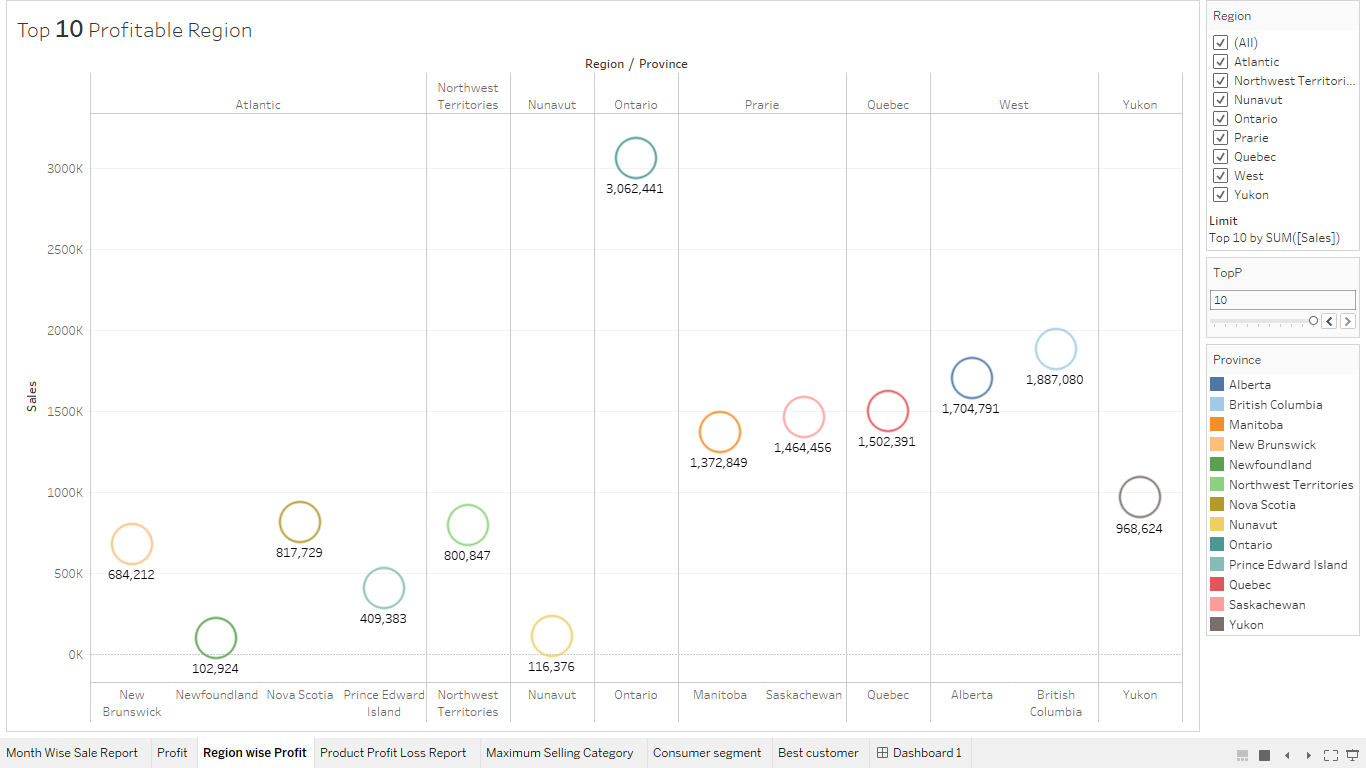 Top 10 Profitable Region
Region / Province
Atlantic
Northwest
Territories
Nunavut
Ontario
Prarie
Quebec
West
Yukon
3000K
2500K
2000K
1500K
1000K
500K
0K
Sales
684,212
102,924
817,729
409,383
800,847
116,376
3,062,441
1,372,849
1,464,456
1,502,391
1,704,791
1,887,080
968,624
New
Brunswick
Newfoundland
Nova Scotia
Prince Edward
Island
Northwest
Territories
Nunavut
Ontario
Manitoba
Saskachewan
Quebec
Alberta
British
Columbia
Yukon
Region
(All)
Atlantic
Northwest Territori...
Nunavut
Ontario
Prarie
Quebec
West
Yukon
Limit
Top 10 by SUM([Sales])
TopP
10
Province
Alberta
British Columbia
Manitoba
New Brunswick
Newfoundland
Northwest Territories
Nova Scotia
Nunavut
Ontario
Prince Edward Island
Quebec
Saskachewan
Yukon
Month Wise Sale Report
Profit
Region wise Profit
Product Profit Loss Report
Maximum Selling Category
Consumer segment
Best customer
Dashboard 1